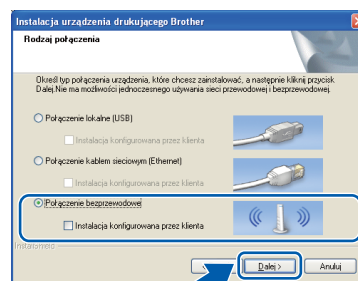 Instalacja urządzenia drukującego Brother
Rodzaj połączenia
Określ typ połączenia urządzenia, które chcesz zainstalować, a następnie kliknij przycisk
Dalej.Nie ma możliwości jednoczesnego używania sieci przewodowej i bezprzewodowej.
Połączenie lokalne (USB)
Instalacja konfigurowana przez klienta
Połączenie kablem sieciowym (Ethernet)
Instalacja konfigurowana przez klienta
Połączenie bezprzewodowe
Instalacja konfigurowana przez klienta
InstallShield
Dalej >
Anuluj